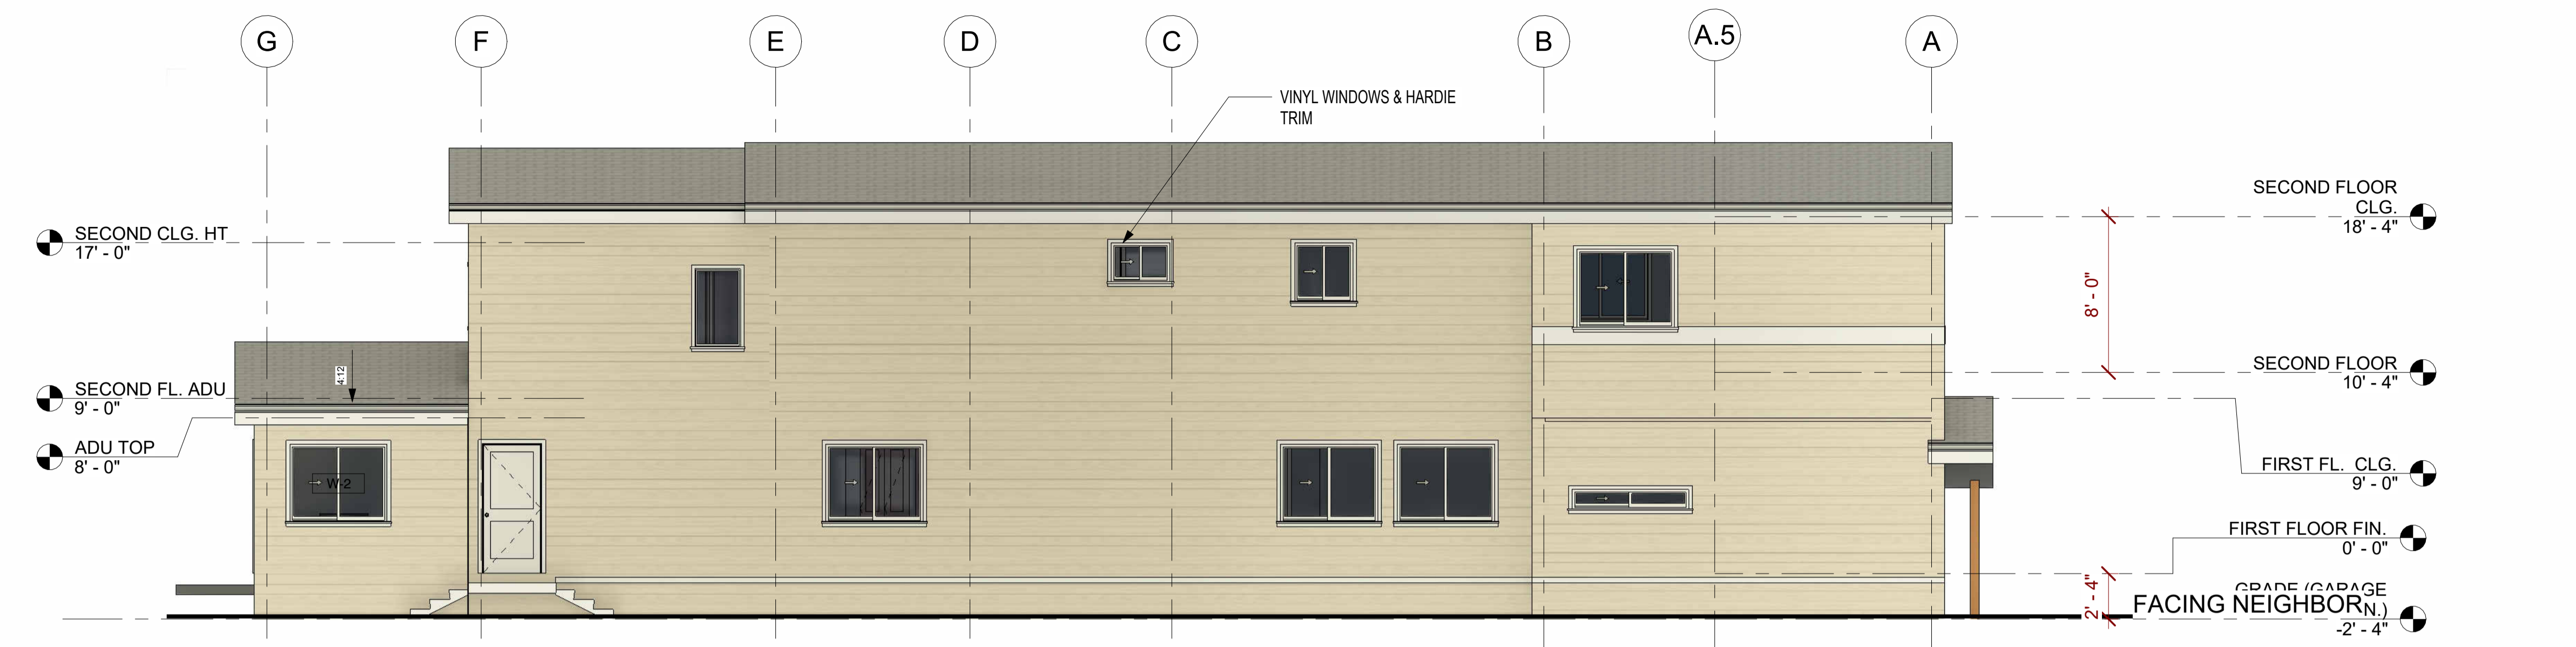 G
F
E
D
C
B
A.5
A
VINYL WINDOWS & HARDIE
TRIM
SECOND CLG. HT
17' - 0"
SECOND FL. ADU
9' - 0"
ADU TOP
8' - 0"
4:12
W-2
8' - 0"
2' - 4"
SECOND FLOOR
CLG.
18' - 4"
SECOND FLOOR
10' - 4"
FIRST FL. CLG.
9' - 0"
FIRST FLOOR FIN.
0' - 0"
GRADE (GARAGE
FACING NEIGHBOR
N.)
-2' - 4"